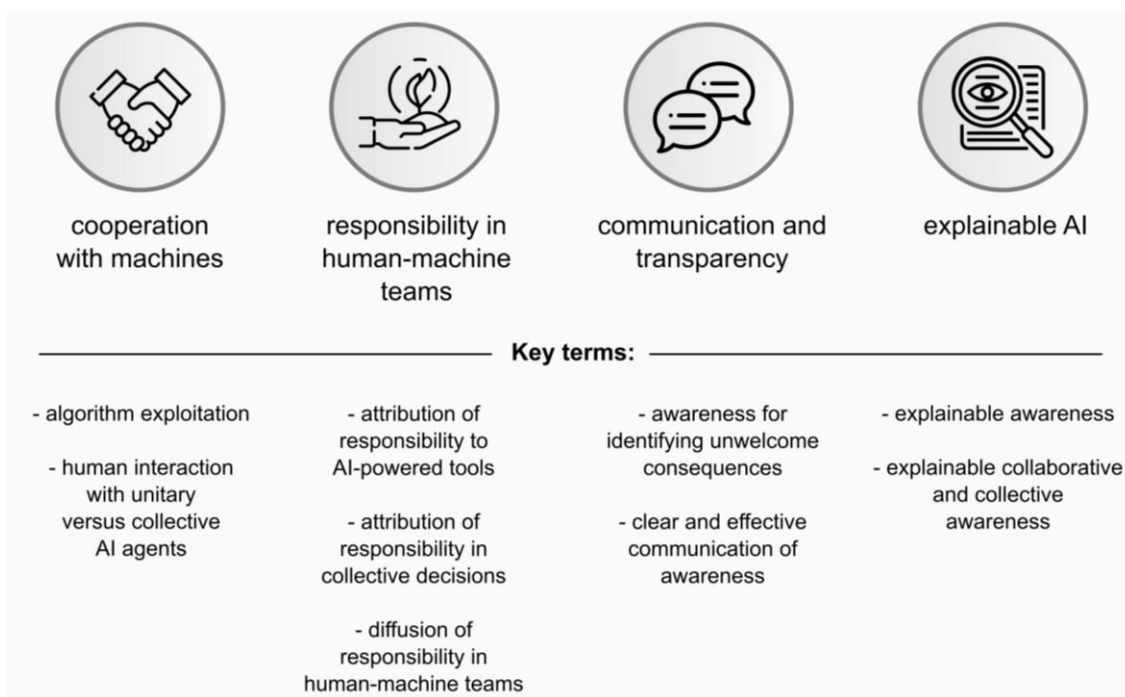 cooperation
with machines
responsibility in
human-machine
teams
communication and
transparency
explainable AI
Key terms:
- algorithm exploitation
- human interaction
with unitary
versus collective
AI agents
- attribution of
responsibility to
AI-powered tools
- attribution of
responsibility in
collective decisions
- diffusion of
responsibility in
human-machine teams
- awareness for
identifying unwelcome
consequences
- clear and effective
communication of
awareness
- explainable awareness
- explainable collaborative
and collective
awareness